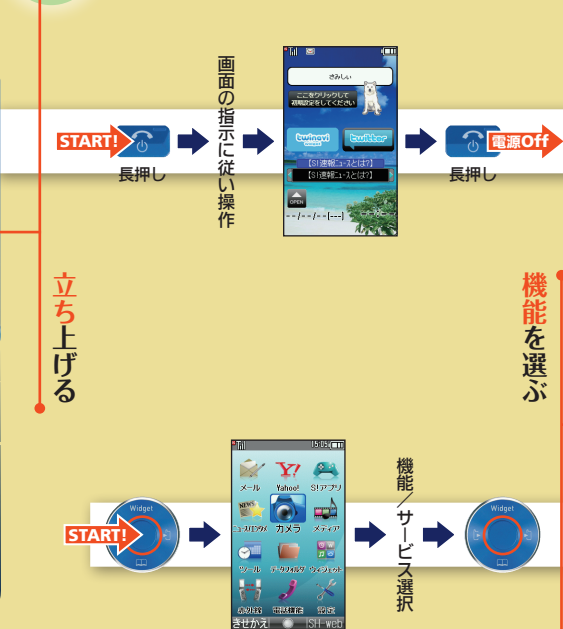 START!
長押し
画面の指示に従い操作
さみしい
ここをクリックして
初期設定をしてください
twinavi
twitter
【S!速報ニュースとは?】
【S!速報ニュースとは?】
OPEN
--/--/--[---]
長押し
電源Off
立ち上げる
機能を選ぶ
START!
Widget
15:05
メール
Yahoo!
S!アプリ
NEWS
ニュース/エンタメ
カメラ
メディア
ツール
データフォルダ
ウィジェット
赤外線
電話機能
設定
きせかえ
SH-web
機能/サービス選択
Widget